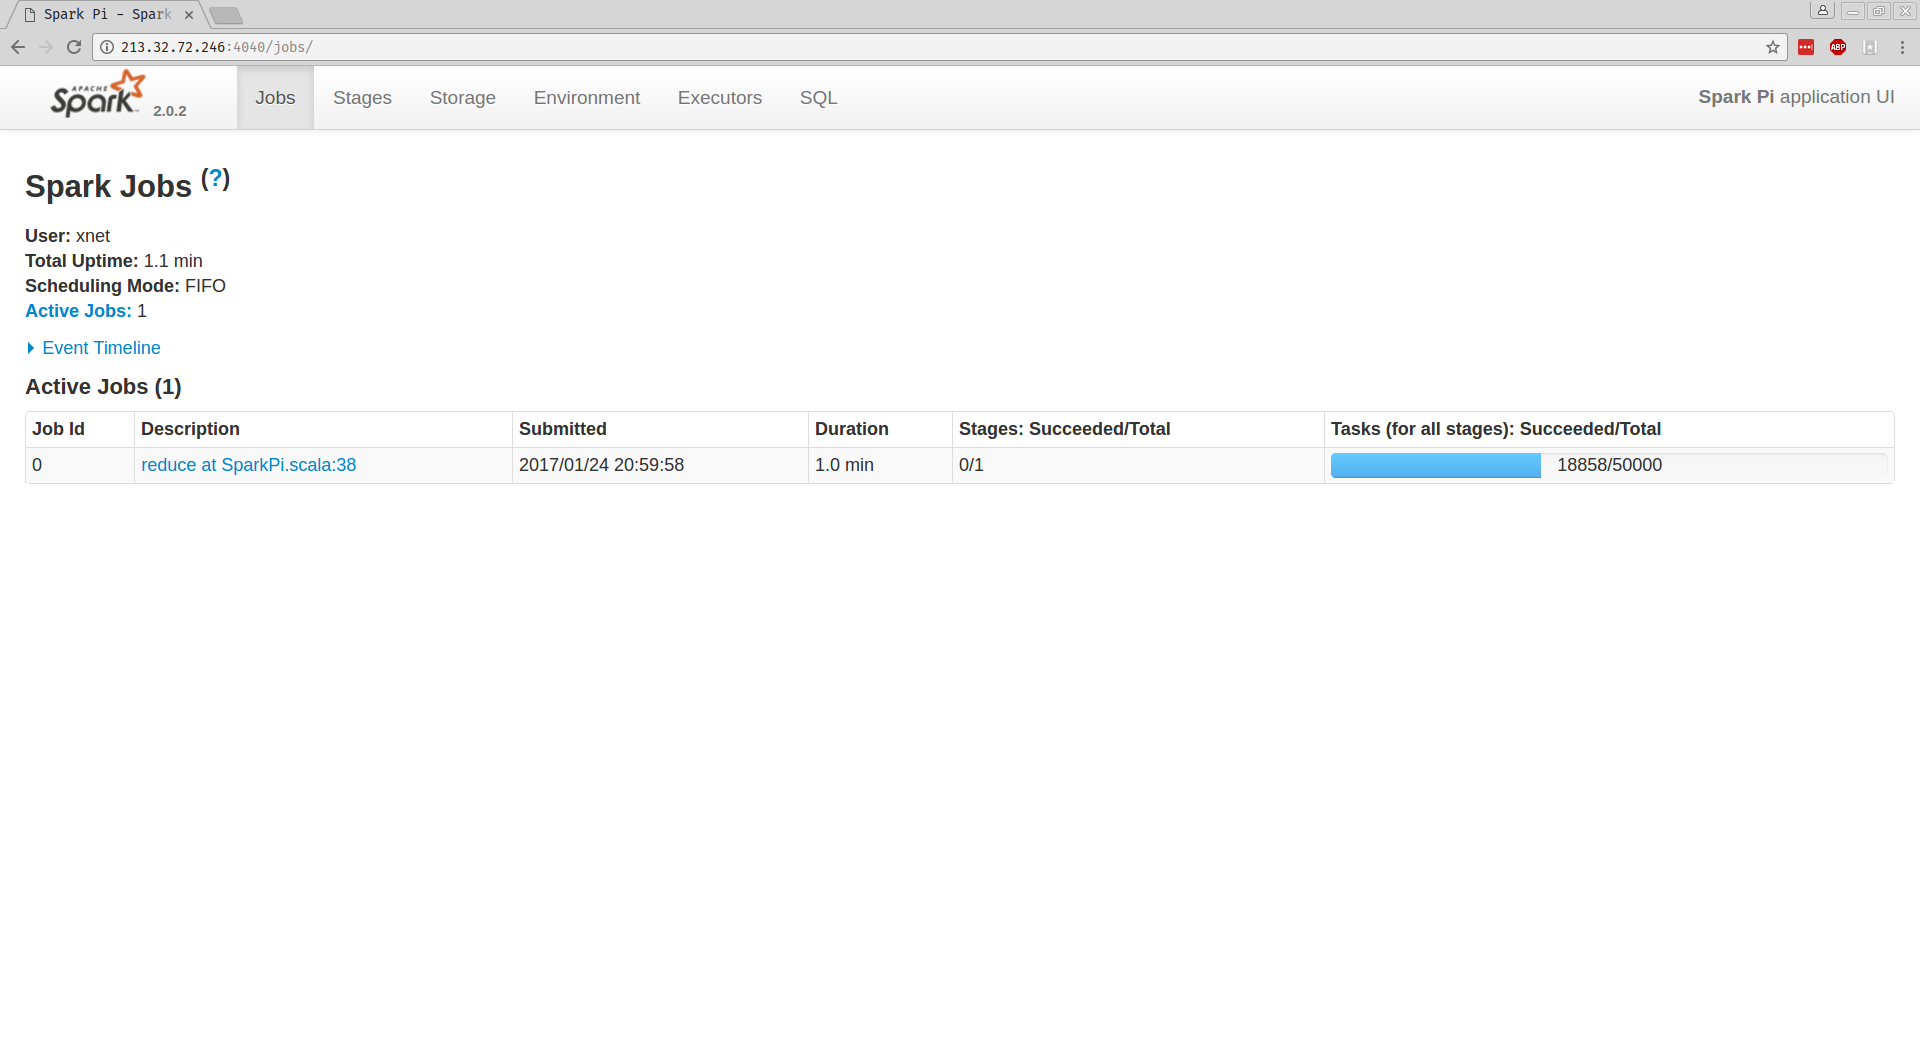 Spark Pi - Spark
213.32.72.246:4040/jobs/
ABP
APACHE
Spark
2.0.2
Jobs
Stages
Storage
Environment
Executors
SQL
Spark Pi application UI
Spark Jobs (?)
User: xnet
Total Uptime: 1.1 min
Scheduling Mode: FIFO
Active Jobs: 1
Event Timeline
Active Jobs (1)
Job Id Description Submitted Duration Stages: Succeeded/Total Tasks (for all stages): Succeeded/Total
0 reduce at SparkPi.scala:38 2017/01/24 20:59:58 1.0 min 0/1 18858/50000